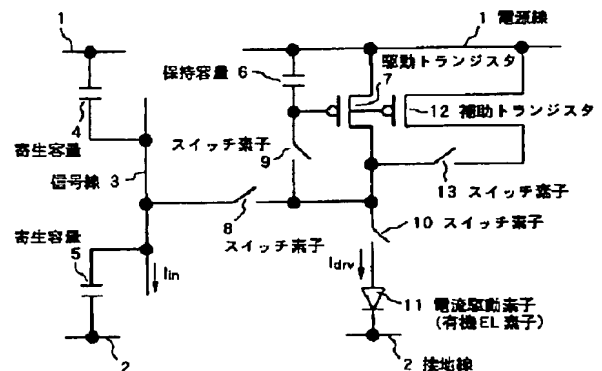 1
1 電源線
保持容量 6
駆動トランジスタ
7
12 補助トランジスタ
4
寄生容量
スイッチ素子
9
信号線 3
13 スイッチ素子
8
スイッチ素子
10 スイッチ素子
寄生容量
5
Iin
Idrv
11 電流駆動素子
(有機EL素子)
2
2 接地線